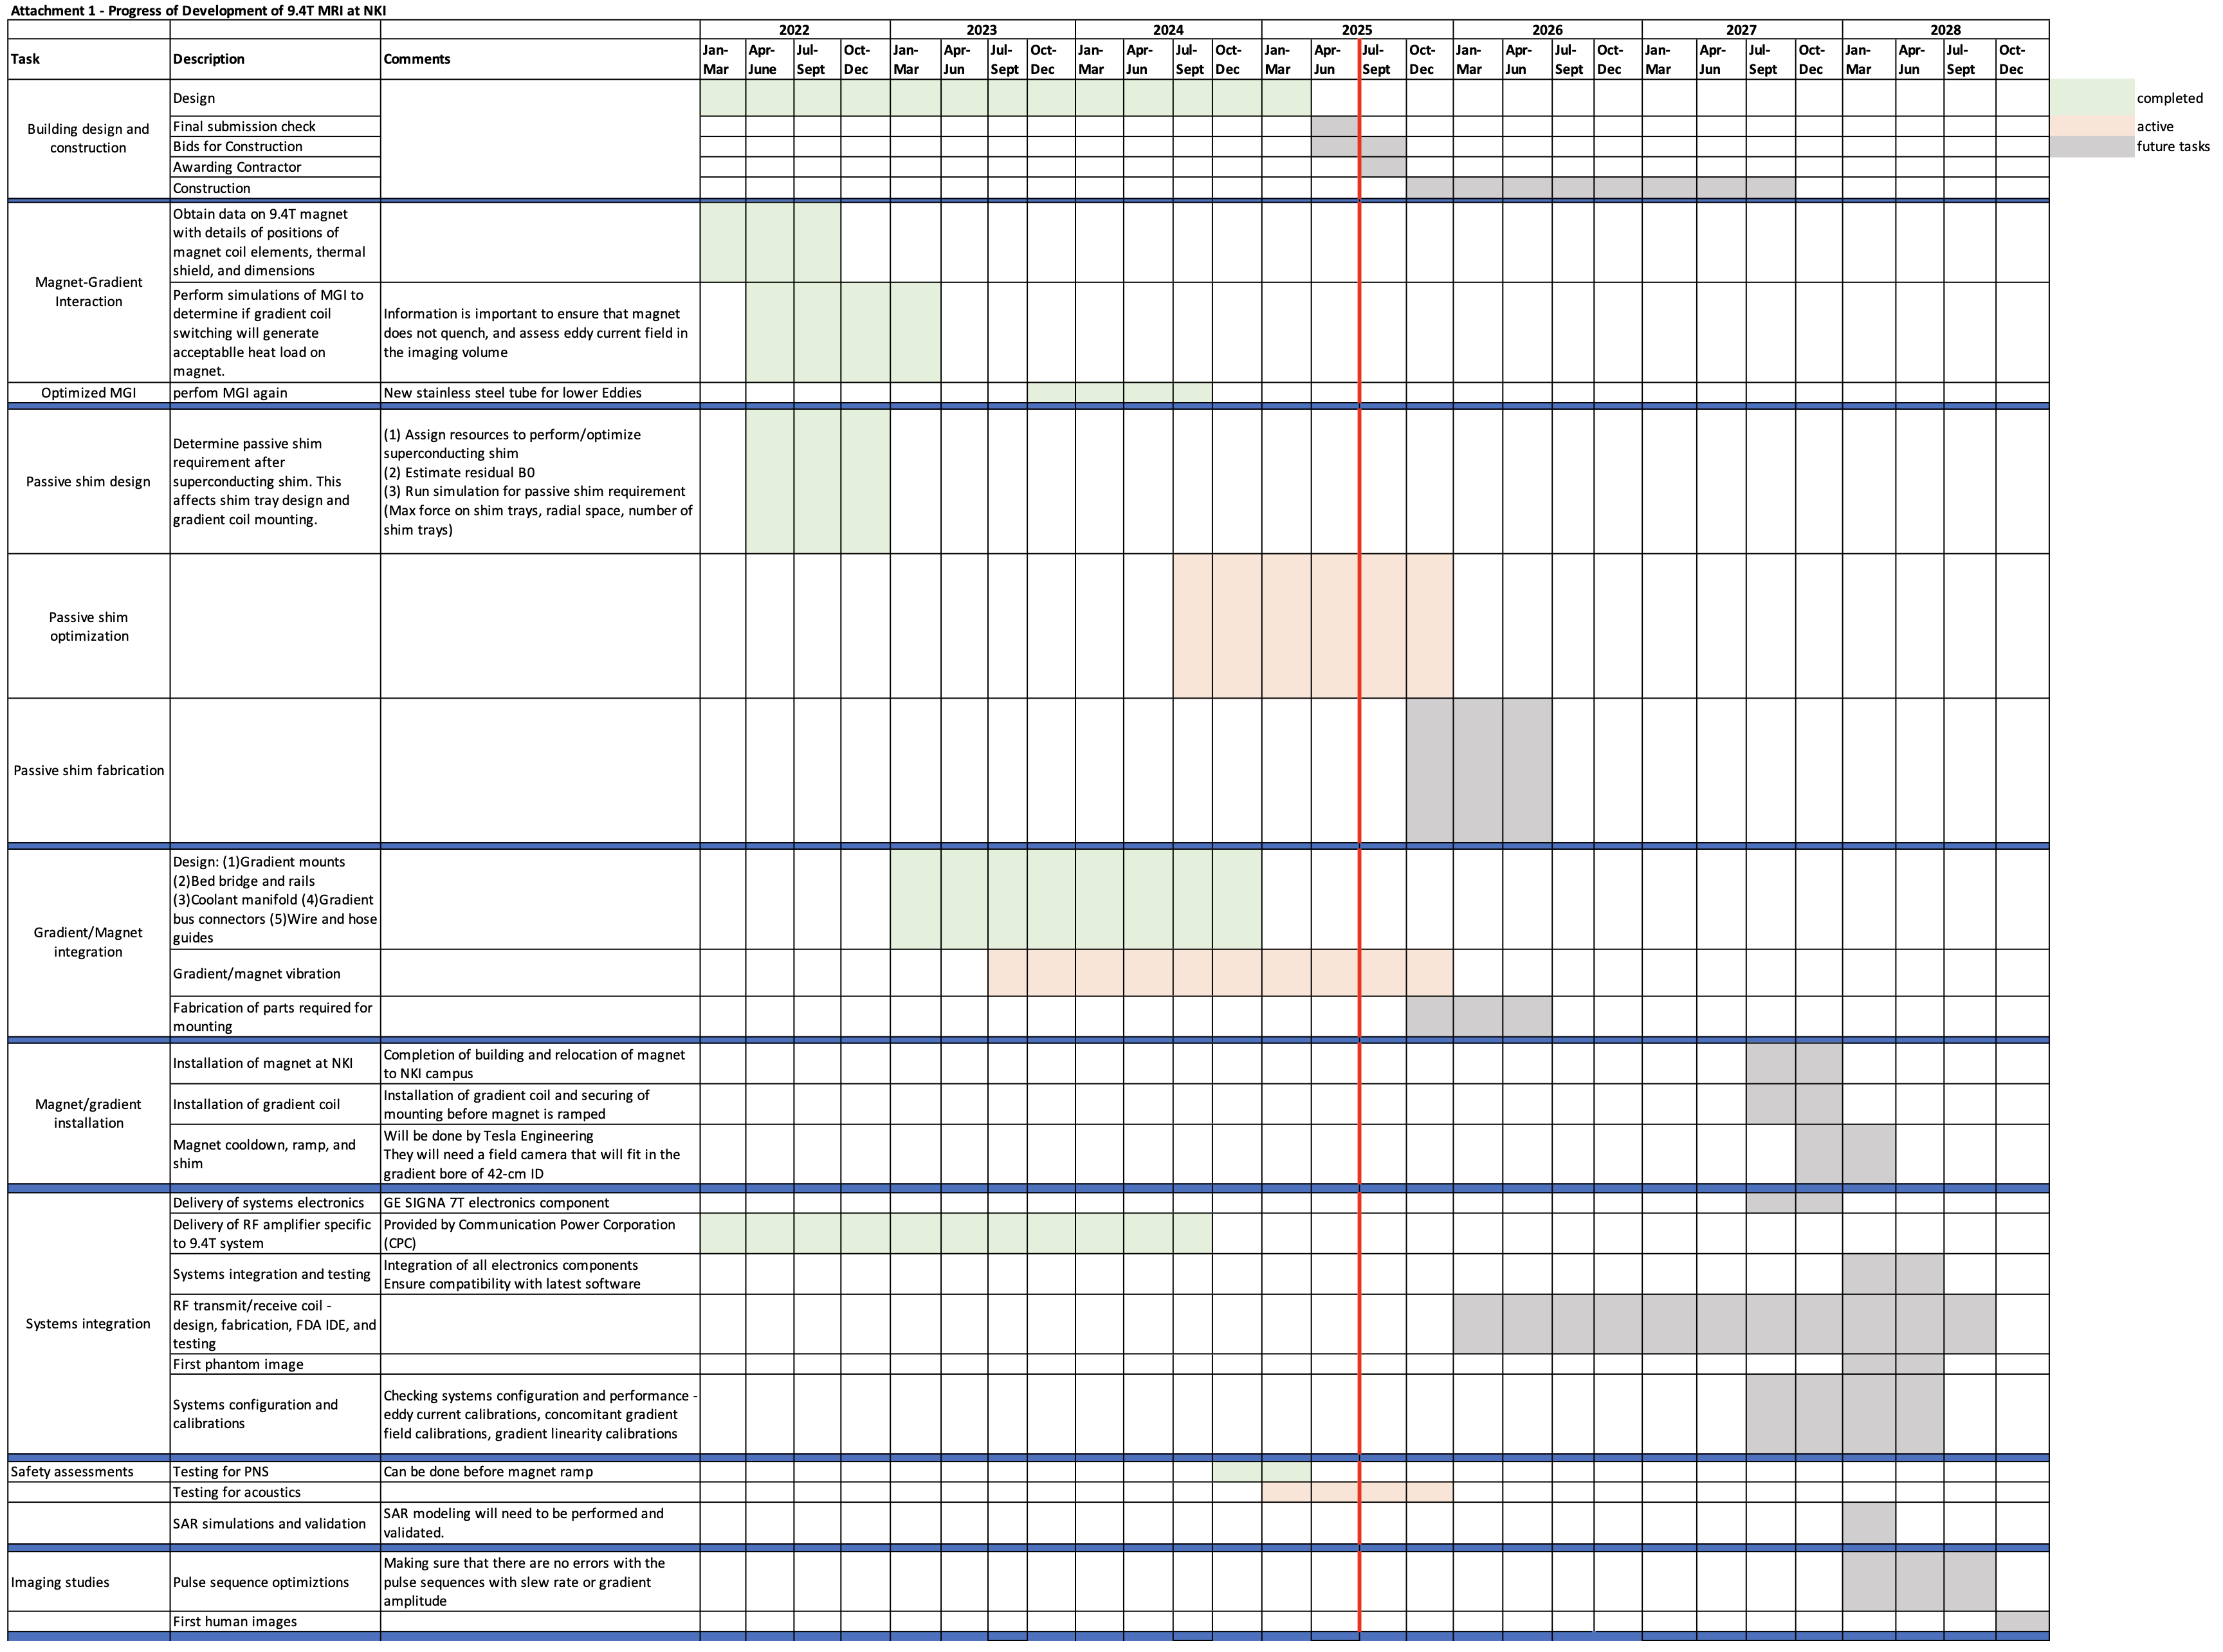 Attachment 1 - Progress of Development of 9.4T MRI at NKI
2022 2023 2024 2025 2026 2027 2028
Task Description Comments Jan-Mar Apr-June Jul-Sept Oct-Dec Jan-Mar Apr-Jun Jul-Sept Oct-Dec Jan-Mar Apr-Jun Jul-Sept Oct-Dec Jan-Mar Apr-Jun Jul-Sept Oct-Dec Jan-Mar Apr-Jun Jul-Sept Oct-Dec Jan-Mar Apr-Jun Jul-Sept Oct-Dec Jan-Mar Apr-Jun Jul-Sept Oct-Dec
completed
active
future tasks
Building design and
construction
Design
Final submission check
Bids for Construction
Awarding Contractor
Construction
Magnet-Gradient
Interaction
Obtain data on 9.4T magnet
with details of positions of
magnet coil elements, thermal
shield, and dimensions
Perform simulations of MGI to
determine if gradient coil
switching will generate
acceptablle heat load on
magnet.
Information is important to ensure that magnet
does not quench, and assess eddy current field in
the imaging volume
Optimized MGI
perfom MGI again
New stainless steel tube for lower Eddies
Passive shim design
Determine passive shim
requirement after
superconducting shim. This
affects shim tray design and
gradient coil mounting.
(1) Assign resources to perform/optimize
superconducting shim
(2) Estimate residual B0
(3) Run simulation for passive shim requirement
(Max force on shim trays, radial space, number of
shim trays)
Passive shim
optimization
Passive shim fabrication
Gradient/Magnet
integration
Design: (1)Gradient mounts
(2)Bed bridge and rails
(3)Coolant manifold (4)Gradient
bus connectors (5)Wire and hose
guides
Gradient/magnet vibration
Fabrication of parts required for
mounting
Magnet/gradient
installation
Installation of magnet at NKI
Completion of building and relocation of magnet
to NKI campus
Installation of gradient coil
Installation of gradient coil and securing of
mounting before magnet is ramped
Magnet cooldown, ramp, and
shim
Will be done by Tesla Engineering
They will need a field camera that will fit in the
gradient bore of 42-cm ID
Systems integration
Delivery of systems electronics
GE SIGNA 7T electronics component
Delivery of RF amplifier specific
to 9.4T system
Provided by Communication Power Corporation
(CPC)
Systems integration and testing
Integration of all electronics components
Ensure compatibility with latest software
RF transmit/receive coil -
design, fabrication, FDA IDE, and
testing
First phantom image
Systems configuration and
calibrations
Checking systems configuration and performance -
eddy current calibrations, concomitant gradient
field calibrations, gradient linearity calibrations
Safety assessments
Testing for PNS
Can be done before magnet ramp
Testing for acoustics
SAR simulations and validation
SAR modeling will need to be performed and
validated.
Imaging studies
Pulse sequence optimiztions
Making sure that there are no errors with the
pulse sequences with slew rate or gradient
amplitude
First human images